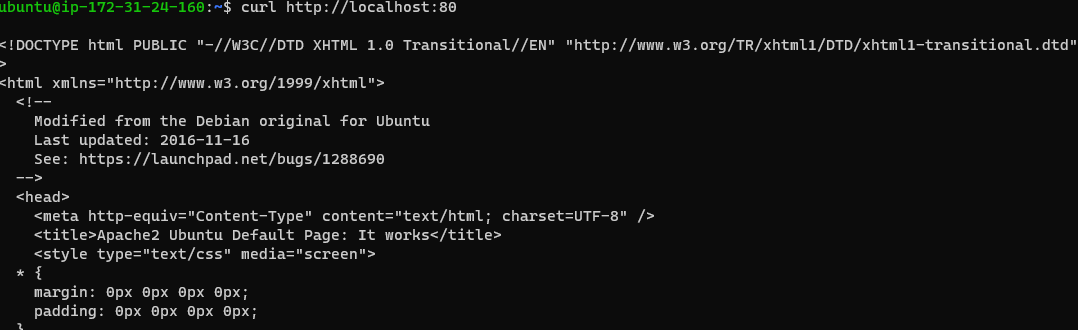 ubuntu@ip-172-31-24-160:~$ curl http://localhost:80
<!DOCTYPE html PUBLIC "-//W3C//DTD XHTML 1.0 Transitional//EN" "http://www.w3.org/TR/xhtml1/DTD/xhtml1-transitional.dtd"
>
<html xmlns="http://www.w3.org/1999/xhtml">
  <!--
    Modified from the Debian original for Ubuntu
    Last updated: 2016-11-16
    See: https://launchpad.net/bugs/1288690
  -->
  <head>
    <meta http-equiv="Content-Type" content="text/html; charset=UTF-8" />
    <title>Apache2 Ubuntu Default Page: It works</title>
    <style type="text/css" media="screen">
  * {
    margin: 0px 0px 0px 0px;
    padding: 0px 0px 0px 0px;
  }